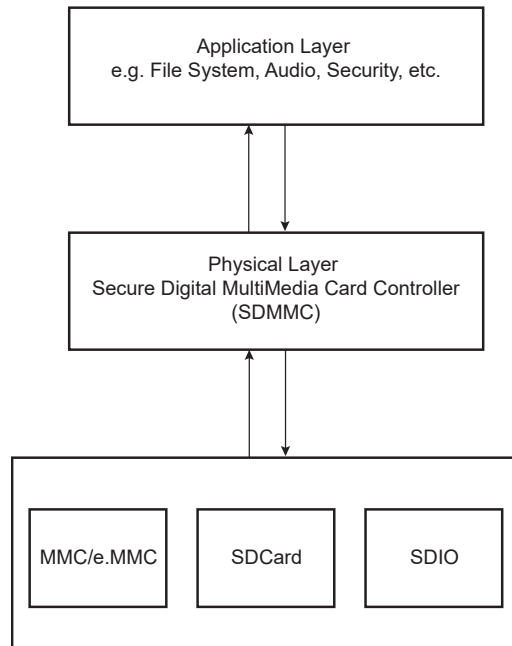 Application Layer
e.g. File System, Audio, Security, etc.
Physical Layer
Secure Digital MultiMedia Card Controller
(SDMMC)
MMC/e.MMC
SDCard
SDIO